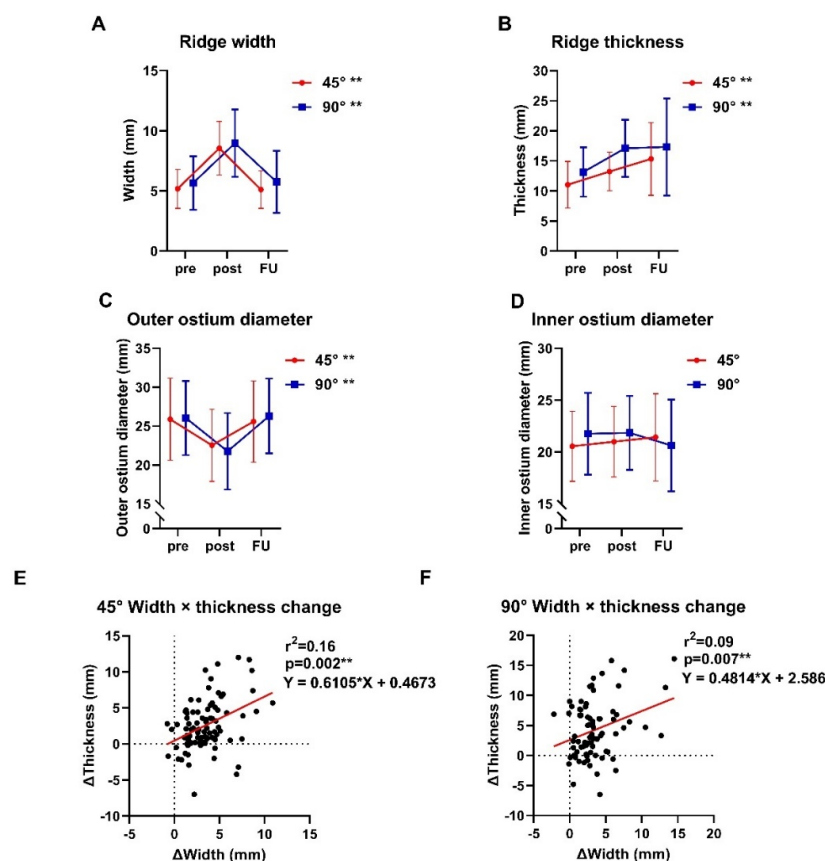 A
Ridge width
Width (mm)
15
10
5
0
pre post FU
45° **
90° **
B
Ridge thickness
Thickness (mm)
30
25
20
15
10
5
0
pre post FU
45° **
90° **
C
Outer ostium diameter
Outer ostium diameter (mm)
35
30
25
20
15
0
pre post FU
45° **
90° **
D
Inner ostium diameter
Inner ostium diameter (mm)
30
25
20
15
0
pre post FU
45°
90°
E
45° Width × thickness change
ΔThickness (mm)
15
10
5
0
-5
-10
-5 0 5 10 15
ΔWidth (mm)
r²=0.16
p=0.002**
Y = 0.6105*X + 0.4673
F
90° Width × thickness change
ΔThickness (mm)
20
15
10
5
0
-5
-10
-5 0 5 10 15 20
ΔWidth (mm)
r²=0.09
p=0.007**
Y = 0.4814*X + 2.586